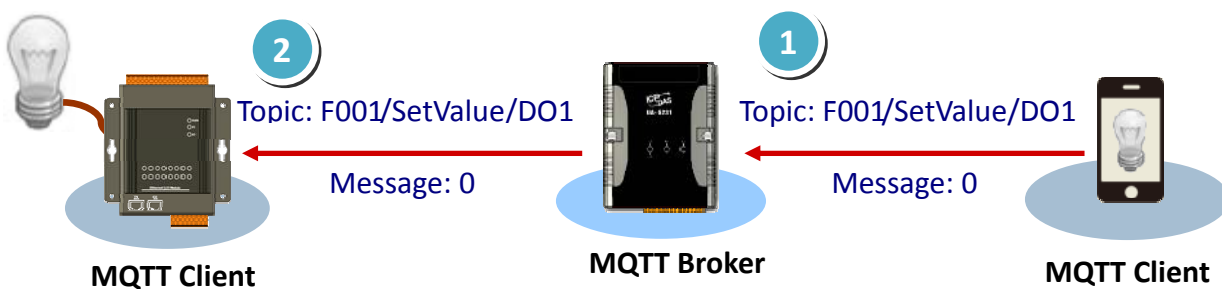 2
1
Topic: F001/SetValue/DO1
Topic: F001/SetValue/DO1
Message: 0
Message: 0
MQTT Client
MQTT Broker
MQTT Client